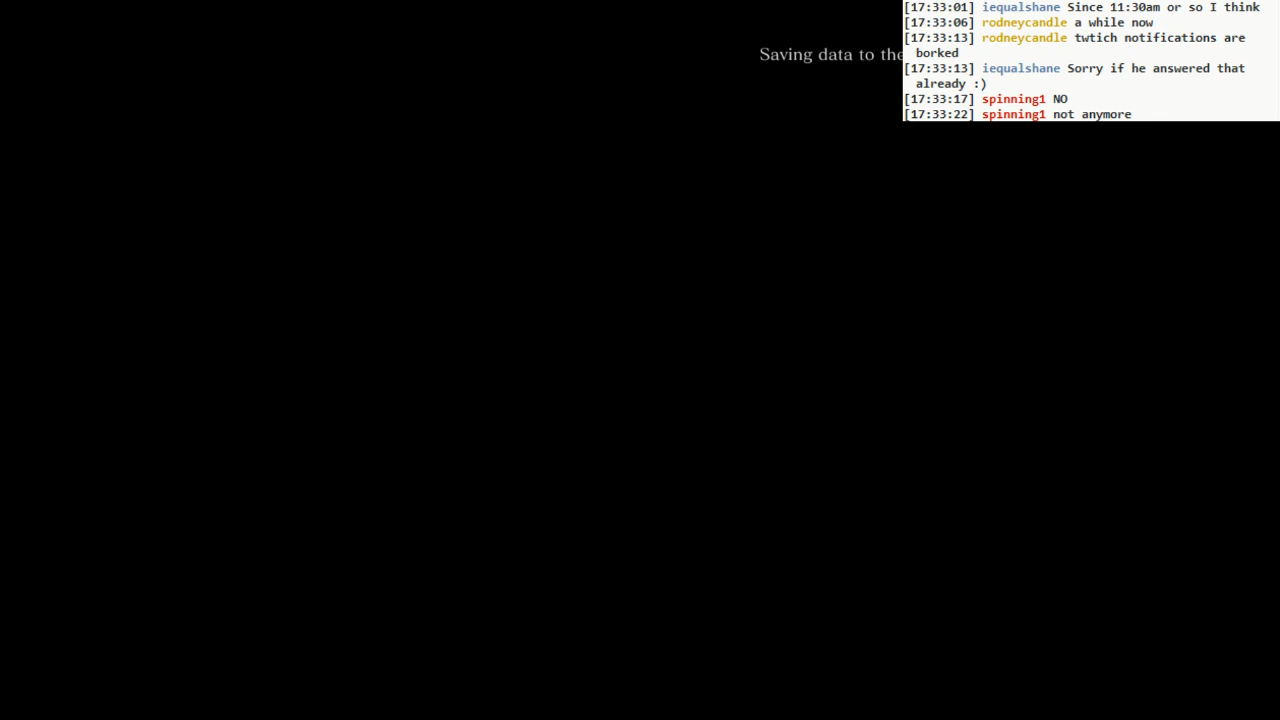 [17:33:01] iequalshane Since 11:30am or so I think
[17:33:06] rodneycandle a while now
Saving data to the
[17:33:13] rodneycandle twtich notifications are
borked
[17:33:13] iequalshane Sorry if he answered that
already :)
[17:33:17] spinning1 NO
[17:33:22] spinning1 not anymore